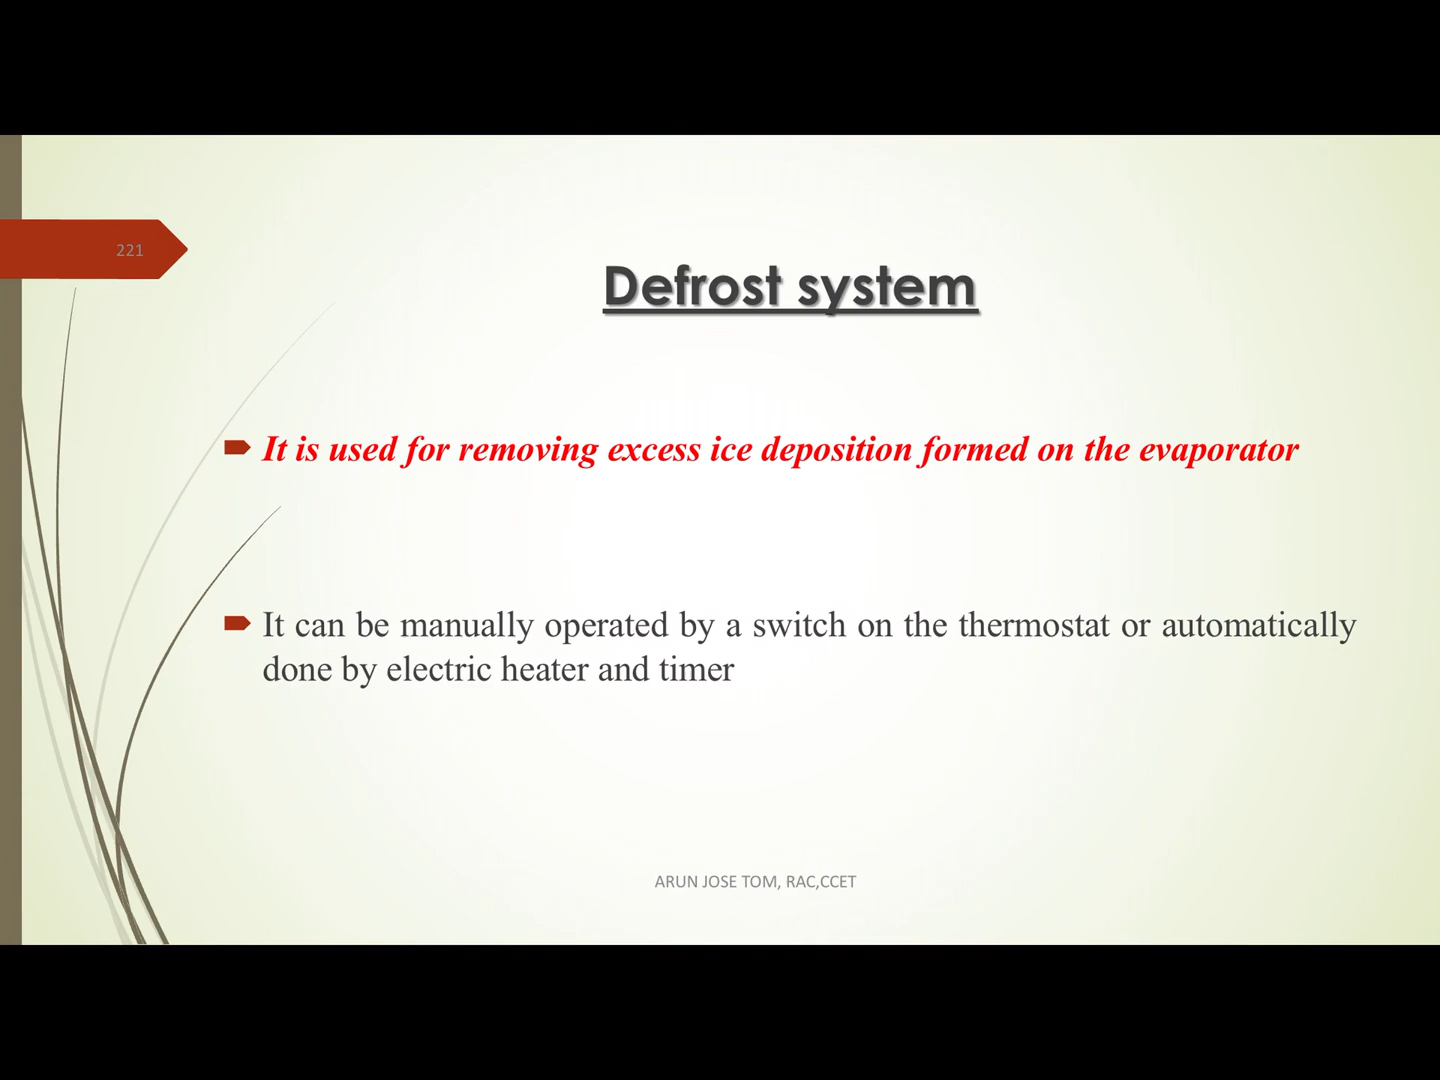 221
Defrost system
It is used for removing excess ice deposition formed on the evaporator
It can be manually operated by a switch on the thermostat or automatically
done by electric heater and timer
ARUN JOSE TOM, RAC,CCET